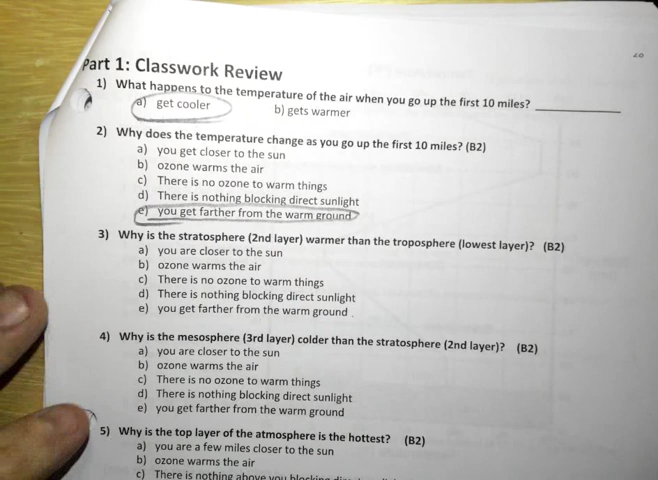 Part 1: Classwork Review
1) What happens to the temperature of the air when you go up the first 10 miles? ____________
a) get cooler b) gets warmer
2) Why does the temperature change as you go up the first 10 miles? (B2)
a) you get closer to the sun
b) ozone warms the air
c) There is no ozone to warm things
d) There is nothing blocking direct sunlight
e) you get farther from the warm ground
3) Why is the stratosphere (2nd layer) warmer than the troposphere (lowest layer)? (B2)
a) you are closer to the sun
b) ozone warms the air
c) There is no ozone to warm things
d) There is nothing blocking direct sunlight
e) you get farther from the warm ground
4) Why is the mesosphere (3rd layer) colder than the stratosphere (2nd layer)? (B2)
a) you are closer to the sun
b) ozone warms the air
c) There is no ozone to warm things
d) There is nothing blocking direct sunlight
e) you get farther from the warm ground
5) Why is the top layer of the atmosphere is the hottest? (B2)
a) you are a few miles closer to the sun
b) ozone warms the air
c) There is nothing above you blocking